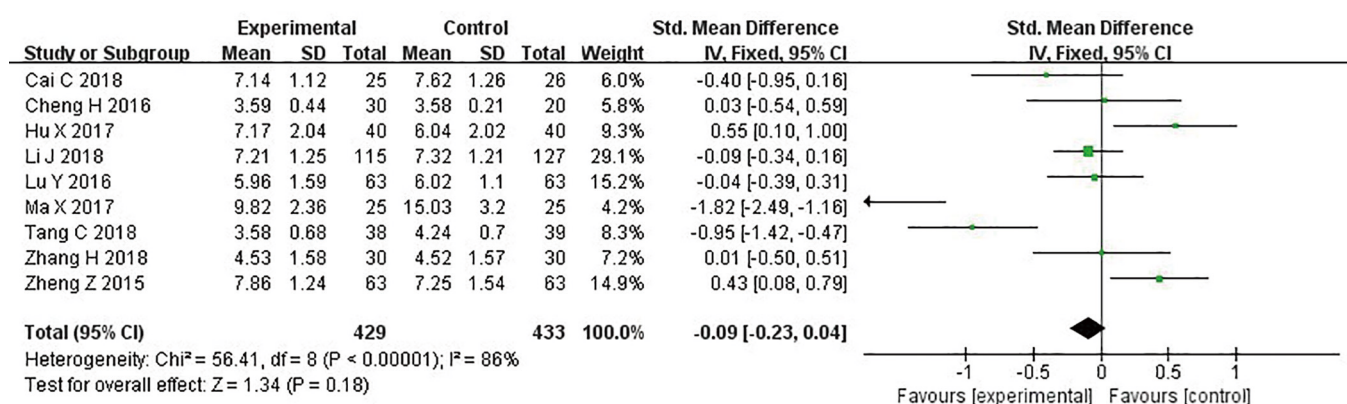 Experimental Control Std. Mean Difference Std. Mean Difference
Study or Subgroup Mean SD Total Mean SD Total Weight IV, Fixed, 95% CI IV, Fixed, 95% CI
Cai C 2018 7.14 1.12 25 7.62 1.26 26 6.0% -0.40 [-0.95, 0.16]
Cheng H 2016 3.59 0.44 30 3.58 0.21 20 5.8% 0.03 [-0.54, 0.59]
Hu X 2017 7.17 2.04 40 6.04 2.02 40 9.3% 0.55 [0.10, 1.00]
Li J 2018 7.21 1.25 115 7.32 1.21 127 29.1% -0.09 [-0.34, 0.16]
Lu Y 2016 5.96 1.59 63 6.02 1.1 63 15.2% -0.04 [-0.39, 0.31]
Ma X 2017 9.82 2.36 25 15.03 3.2 25 4.2% -1.82 [-2.49, -1.16]
Tang C 2018 3.58 0.68 38 4.24 0.7 39 8.3% -0.95 [-1.42, -0.47]
Zhang H 2018 4.53 1.58 30 4.52 1.57 30 7.2% 0.01 [-0.50, 0.51]
Zheng Z 2015 7.86 1.24 63 7.25 1.54 63 14.9% 0.43 [0.08, 0.79]
Total (95% CI) 429 433 100.0% -0.09 [-0.23, 0.04]
Heterogeneity: Chi² = 56.41, df = 8 (P < 0.00001); I² = 86%
Test for overall effect: Z = 1.34 (P = 0.18)
-1 -0.5 0 0.5 1
Favours [experimental] Favours [control]